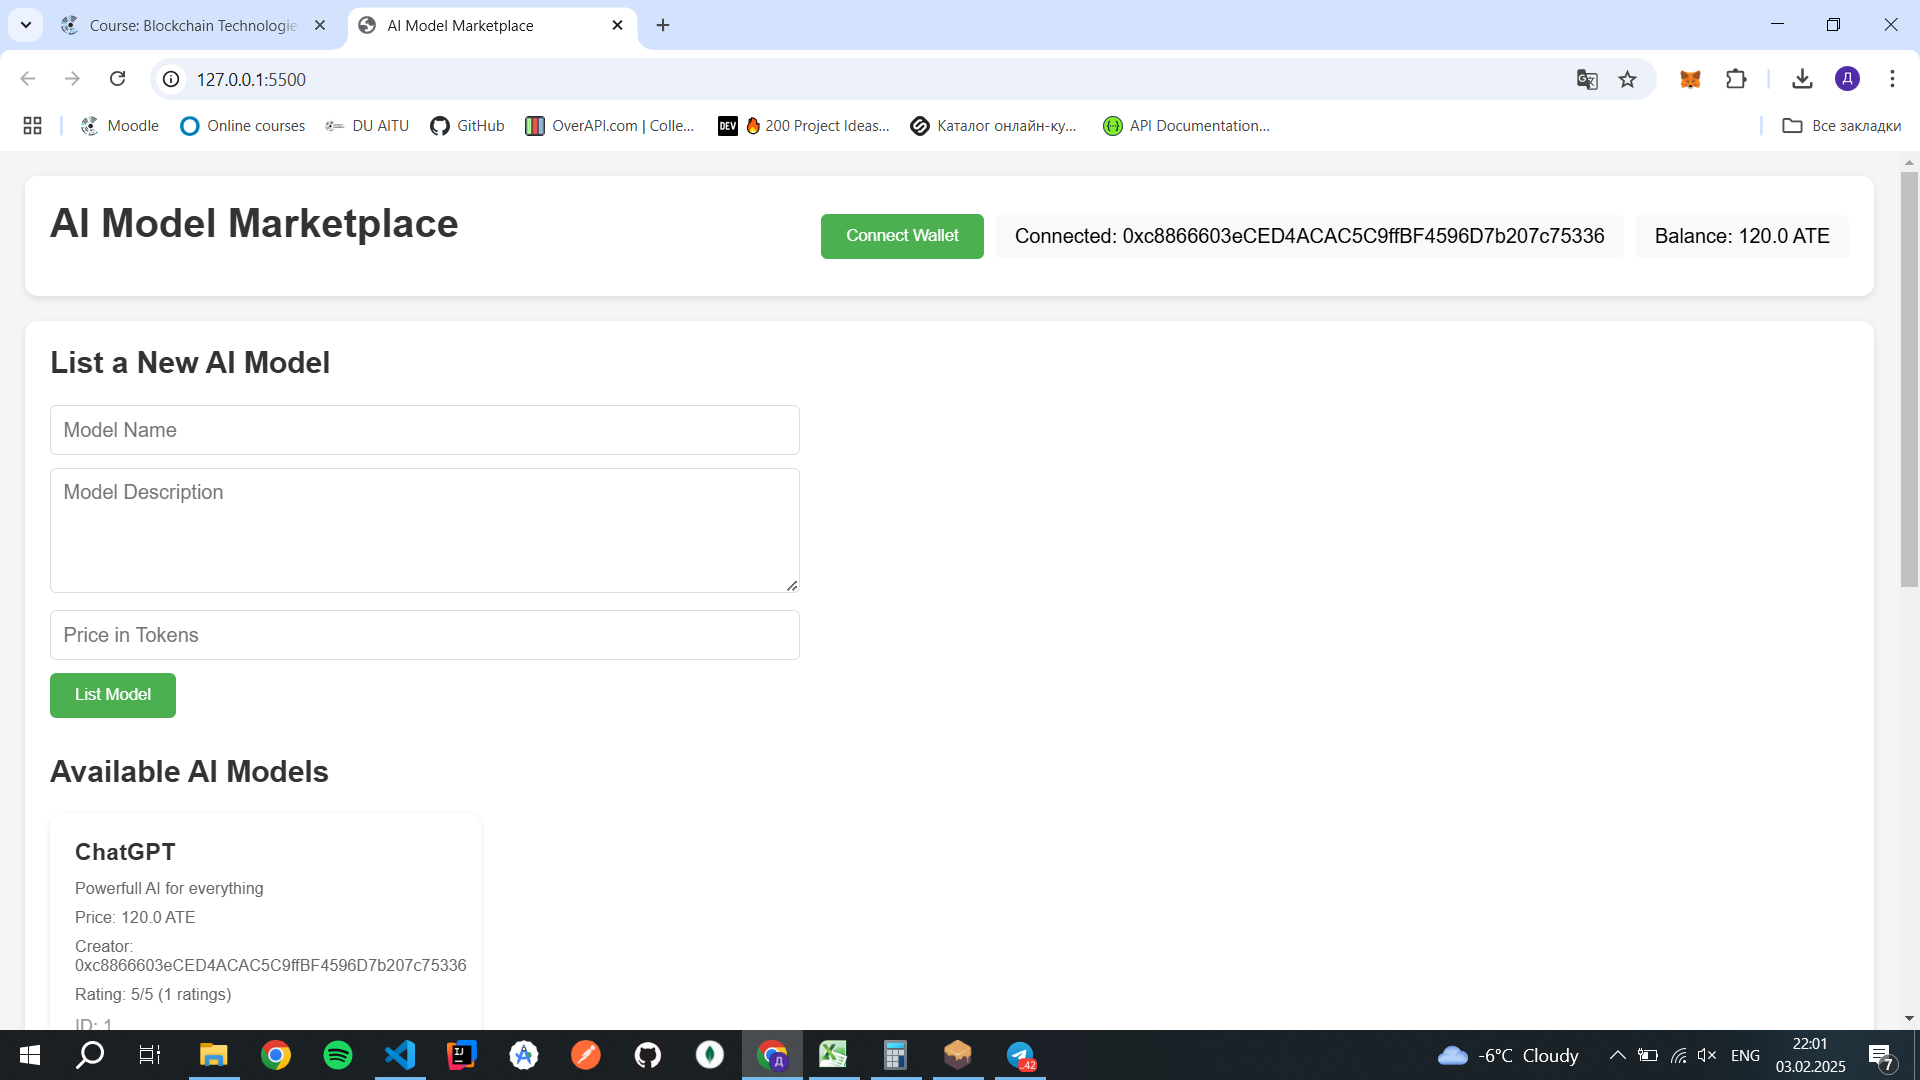 Course: Blockchain Technologie
AI Model Marketplace
127.0.0.1:5500
Д
Moodle
Online courses
DU AITU
GitHub
OverAPI.com | Colle...
DEV
200 Project Ideas...
Каталог онлайн-ку...
API Documentation...
Все закладки
AI Model Marketplace
Connect Wallet
Connected: 0xc8866603eCED4ACAC5C9ffBF4596D7b207c75336
Balance: 120.0 ATE
List a New AI Model
Model Name
Model Description
Price in Tokens
List Model
Available AI Models
ChatGPT
Powerfull AI for everything
Price: 120.0 ATE
Creator:
0xc8866603eCED4ACAC5C9ffBF4596D7b207c75336
Rating: 5/5 (1 ratings)
ID: 1
-6°C Cloudy
ENG
22:01
03.02.2025
7